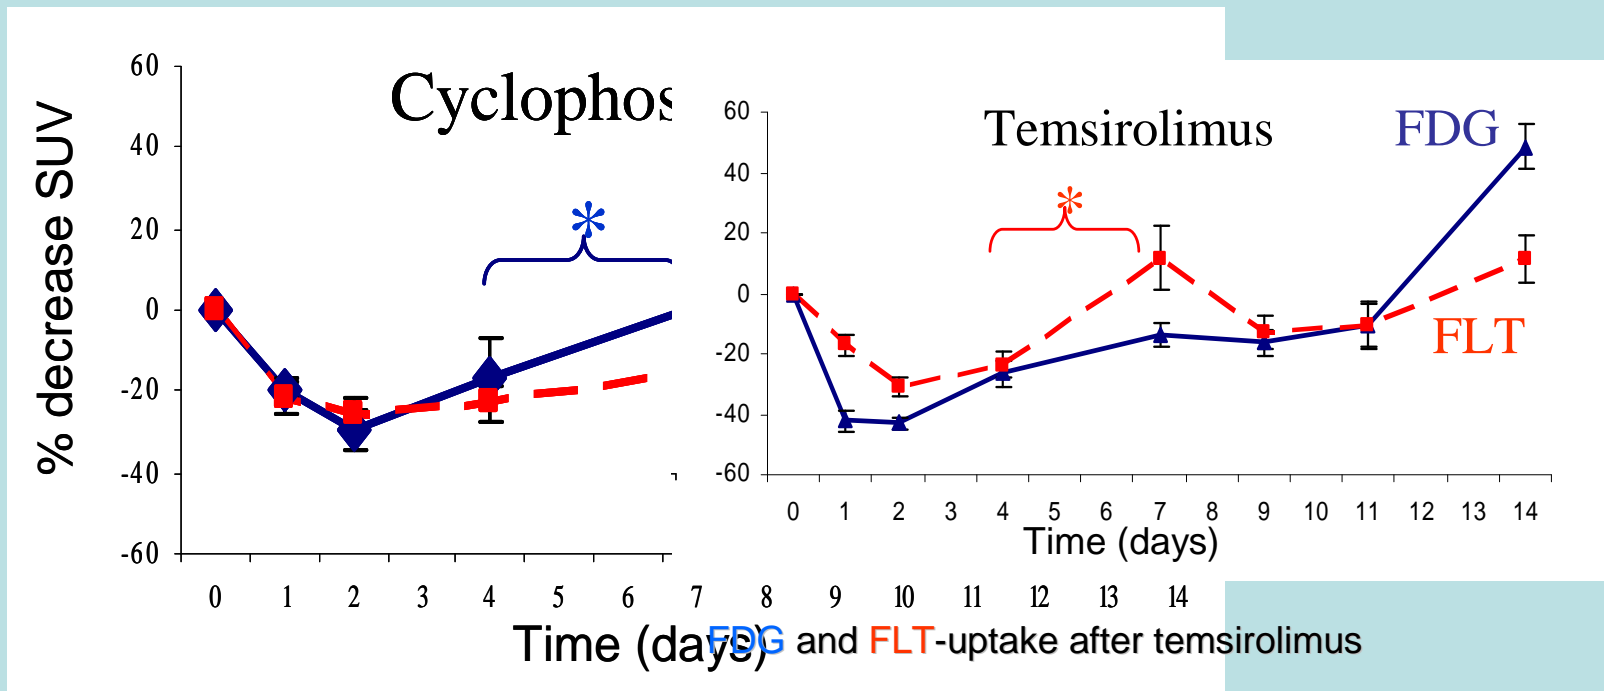 % decrease SUV
60
40
20
0
-20
-40
-60
Cyclophos
*
0 1 2 3 4 5 6 7 8 9 10 11 12 13 14
Time (days)
Temsirolimus
FDG
FLT
*
60
40
20
0
-20
-40
-60
0 1 2 3 4 5 6 7 8 9 10 11 12 13 14
Time (days)
FDG and FLT-uptake after temsirolimus